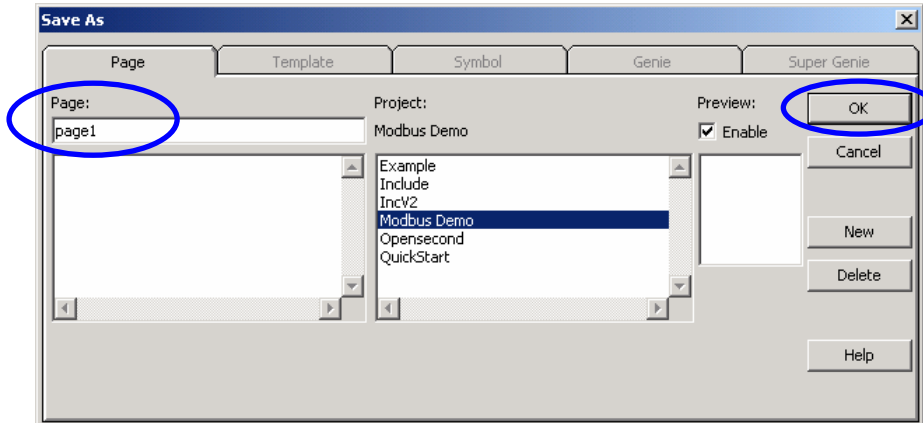 Save As
Page Template Symbol Genie Super Genie
Page: Project: Preview:
page1 Modbus Demo Enable
Example
Include
IncV2
Modbus Demo
Opensecond
QuickStart
OK
Cancel
New
Delete
Help